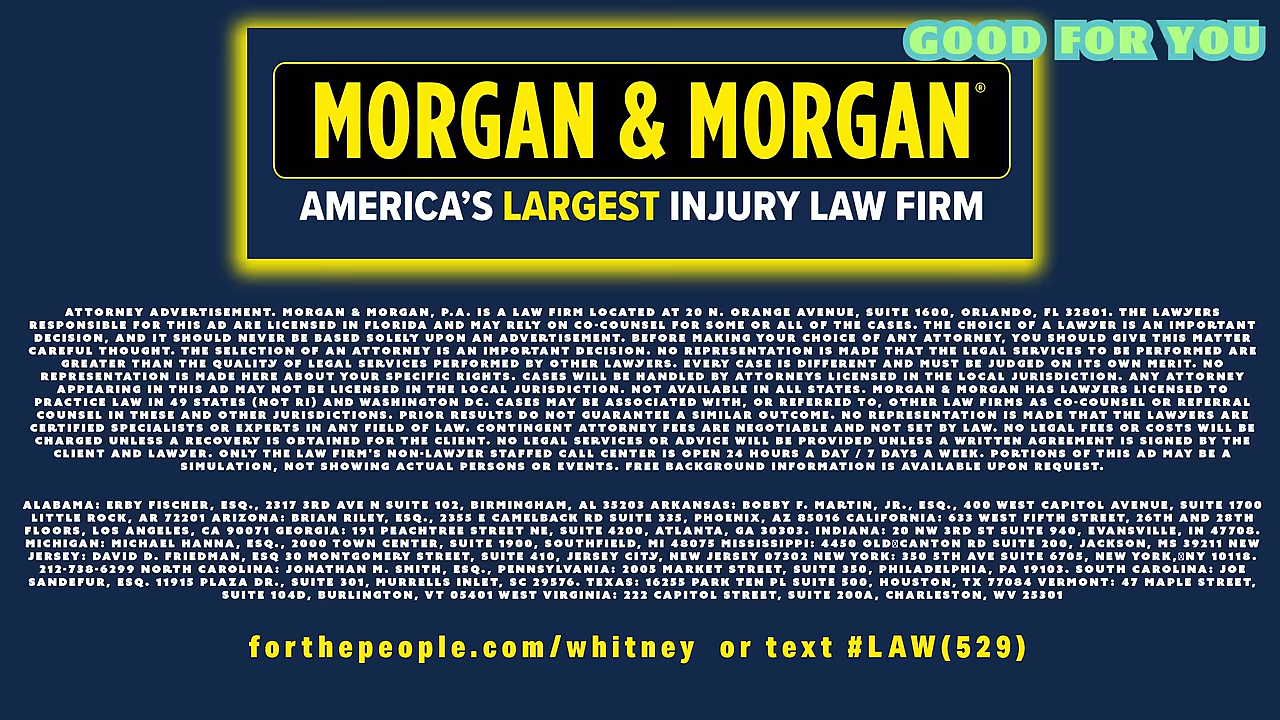 GOOD FOR YOU
MORGAN & MORGAN®
AMERICA'S LARGEST INJURY LAW FIRM
ATTORNEY ADVERTISEMENT. MORGAN & MORGAN, P.A. IS A LAW FIRM LOCATED AT 20 N. ORANGE AVENUE, SUITE 1600, ORLANDO, FL 32801. THE LAWYERS
RESPONSIBLE FOR THIS AD ARE LICENSED IN FLORIDA AND MAY RELY ON CO-COUNSEL FOR SOME OR ALL OF THE CASES. THE CHOICE OF A LAWYER IS AN IMPORTANT
DECISION, AND IT SHOULD NEVER BE BASED SOLELY UPON AN ADVERTISEMENT. BEFORE MAKING YOUR CHOICE OF ANY ATTORNEY, YOU SHOULD GIVE THIS MATTER
CAREFUL THOUGHT. THE SELECTION OF AN ATTORNEY IS AN IMPORTANT DECISION. NO REPRESENTATION IS MADE THAT THE LEGAL SERVICES TO BE PERFORMED ARE
GREATER THAN THE QUALITY OF LEGAL SERVICES PERFORMED BY OTHER LAWYERS. EVERY CASE IS DIFFERENT AND MUST BE JUDGED ON ITS OWN MERIT. NO
REPRESENTATION IS MADE HERE ABOUT YOUR SPECIFIC RIGHTS. CASES WILL BE HANDLED BY ATTORNEYS LICENSED IN THE LOCAL JURISDICTION. ANY ATTORNEY
APPEARING IN THIS AD MAY NOT BE LICENSED IN THE LOCAL JURISDICTION. NOT AVAILABLE IN ALL STATES. MORGAN & MORGAN HAS LAWYERS LICENSED TO
PRACTICE LAW IN 49 STATES (NOT RI) AND WASHINGTON DC. CASES MAY BE ASSOCIATED WITH, OR REFERRED TO, OTHER LAW FIRMS AS CO-COUNSEL OR REFERRAL
COUNSEL IN THESE AND OTHER JURISDICTIONS. PRIOR RESULTS DO NOT GUARANTEE A SIMILAR OUTCOME. NO REPRESENTATION IS MADE THAT THE LAWYERS ARE
CERTIFIED SPECIALISTS OR EXPERTS IN ANY FIELD OF LAW. CONTINGENT ATTORNEY FEES ARE NEGOTIABLE AND NOT SET BY LAW. NO LEGAL FEES OR COSTS WILL BE
CHARGED UNLESS A RECOVERY IS OBTAINED FOR THE CLIENT. NO LEGAL SERVICES OR ADVICE WILL BE PROVIDED UNLESS A WRITTEN AGREEMENT IS SIGNED BY THE
CLIENT AND LAWYER. ONLY THE LAW FIRM'S NON-LAWYER STAFFED CALL CENTER IS OPEN 24 HOURS A DAY / 7 DAYS A WEEK. PORTIONS OF THIS AD MAY BE A
SIMULATION, NOT SHOWING ACTUAL PERSONS OR EVENTS. FREE BACKGROUND INFORMATION IS AVAILABLE UPON REQUEST.
ALABAMA: ERBY FISCHER, ESQ., 2317 3RD AVE N SUITE 102, BIRMINGHAM, AL 35203 ARKANSAS: BOBBY F. MARTIN, JR., ESQ., 400 WEST CAPITOL AVENUE, SUITE 1700
LITTLE ROCK, AR 72201 ARIZONA: BRIAN RILEY, ESQ., 2355 E CAMELBACK RD SUITE 335, PHOENIX, AZ 85016 CALIFORNIA: 633 WEST FIFTH STREET, 26TH AND 28TH
FLOORS, LOS ANGELES, CA 90071 GEORGIA: 191 PEACHTREE STREET NE, SUITE 4200, ATLANTA, GA 30303. INDIANA: 20 NW 3RD ST SUITE 940, EVANSVILLE, IN 47708.
MICHIGAN: MICHAEL HANNA, ESQ., 2000 TOWN CENTER, SUITE 1900, SOUTHFIELD, MI 48075 MISSISSIPPI: 4450 OLD▯CANTON RD SUITE 200, JACKSON, MS 39211 NEW
JERSEY: DAVID D. FRIEDMAN, ESQ 30 MONTGOMERY STREET, SUITE 410, JERSEY CITY, NEW JERSEY 07302 NEW YORK: 350 5TH AVE SUITE 6705, NEW YORK,▯NY 10118.
212-738-6299 NORTH CAROLINA: JONATHAN M. SMITH, ESQ., PENNSYLVANIA: 2005 MARKET STREET, SUITE 350, PHILADELPHIA, PA 19103. SOUTH CAROLINA: JOE
SANDEFUR, ESQ. 11915 PLAZA DR., SUITE 301, MURRELLS INLET, SC 29576. TEXAS: 16255 PARK TEN PL SUITE 500, HOUSTON, TX 77084 VERMONT: 47 MAPLE STREET,
SUITE 104D, BURLINGTON, VT 05401 WEST VIRGINIA: 222 CAPITOL STREET, SUITE 200A, CHARLESTON, WV 25301
forthepeople.com/whitney or text #LAW(529)